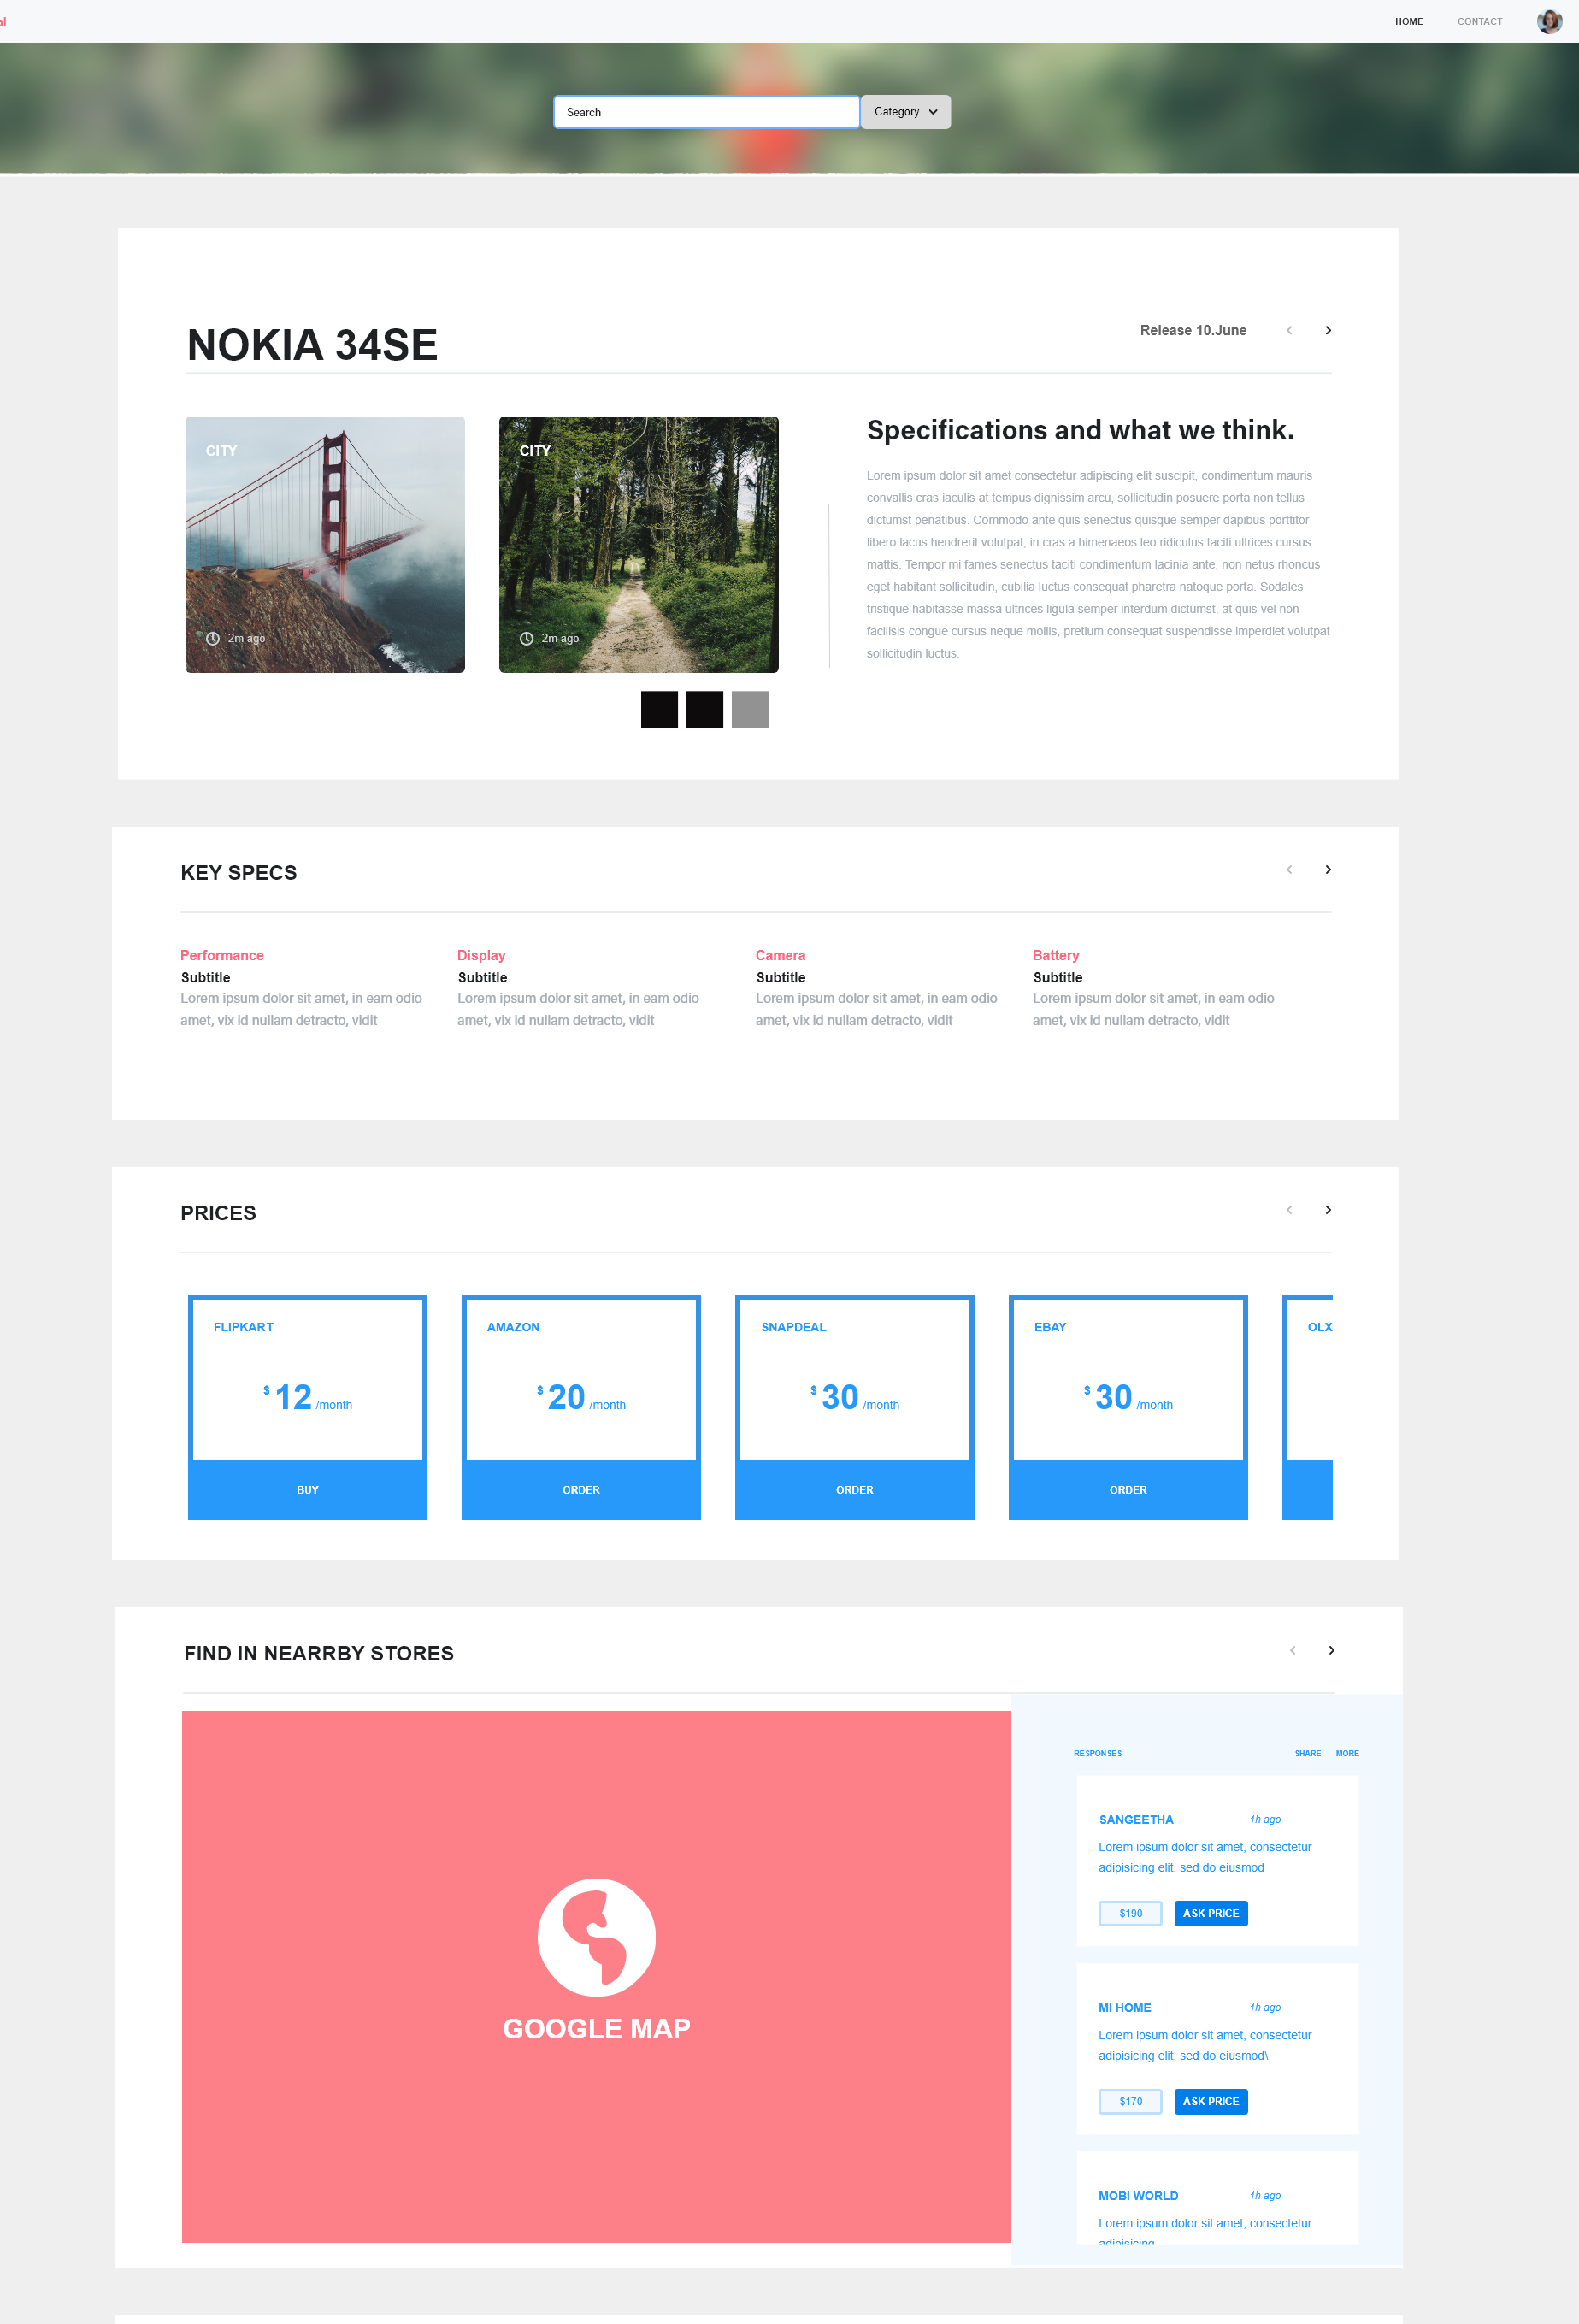 al
HOME
CONTACT
Search
Category
NOKIA 34SE
Release 10.June
CITY
2m ago
CITY
2m ago
Specifications and what we think.
Lorem ipsum dolor sit amet consectetur adipiscing elit suscipit, condimentum mauris
convallis cras iaculis at tempus dignissim arcu, sollicitudin posuere porta non tellus
dictumst penatibus. Commodo ante quis senectus quisque semper dapibus porttitor
libero lacus hendrerit volutpat, in cras a himenaeos leo ridiculus taciti ultrices cursus
mattis. Tempor mi fames senectus taciti condimentum lacinia ante, non netus rhoncus
eget habitant sollicitudin, cubilia luctus consequat pharetra natoque porta. Sodales
tristique habitasse massa ultrices ligula semper interdum dictumst, at quis vel non
facilisis congue cursus neque mollis, pretium consequat suspendisse imperdiet volutpat
sollicitudin luctus.
KEY SPECS
Performance
Subtitle
Lorem ipsum dolor sit amet, in eam odio
amet, vix id nullam detracto, vidit
Display
Subtitle
Lorem ipsum dolor sit amet, in eam odio
amet, vix id nullam detracto, vidit
Camera
Subtitle
Lorem ipsum dolor sit amet, in eam odio
amet, vix id nullam detracto, vidit
Battery
Subtitle
Lorem ipsum dolor sit amet, in eam odio
amet, vix id nullam detracto, vidit
PRICES
FLIPKART
$ 12 /month
BUY
AMAZON
$ 20 /month
ORDER
SNAPDEAL
$ 30 /month
ORDER
EBAY
$ 30 /month
ORDER
OLX
FIND IN NEARRBY STORES
GOOGLE MAP
RESPONSES
SHARE
MORE
SANGEETHA
1h ago
Lorem ipsum dolor sit amet, consectetur
adipisicing elit, sed do eiusmod
$190
ASK PRICE
MI HOME
1h ago
Lorem ipsum dolor sit amet, consectetur
adipisicing elit, sed do eiusmod\
$170
ASK PRICE
MOBI WORLD
1h ago
Lorem ipsum dolor sit amet, consectetur
adipisicing